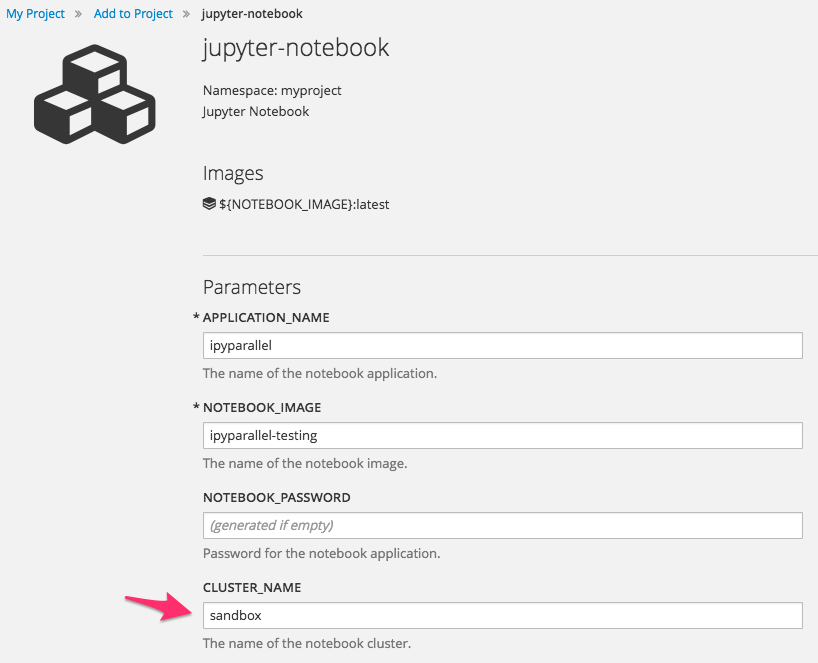 My Project » Add to Project » jupyter-notebook
jupyter-notebook
Namespace: myproject
Jupyter Notebook
Images
${NOTEBOOK_IMAGE}:latest
Parameters
* APPLICATION_NAME
ipyparallel
The name of the notebook application.
* NOTEBOOK_IMAGE
ipyparallel-testing
The name of the notebook image.
NOTEBOOK_PASSWORD
(generated if empty)
Password for the notebook application.
CLUSTER_NAME
sandbox
The name of the notebook cluster.